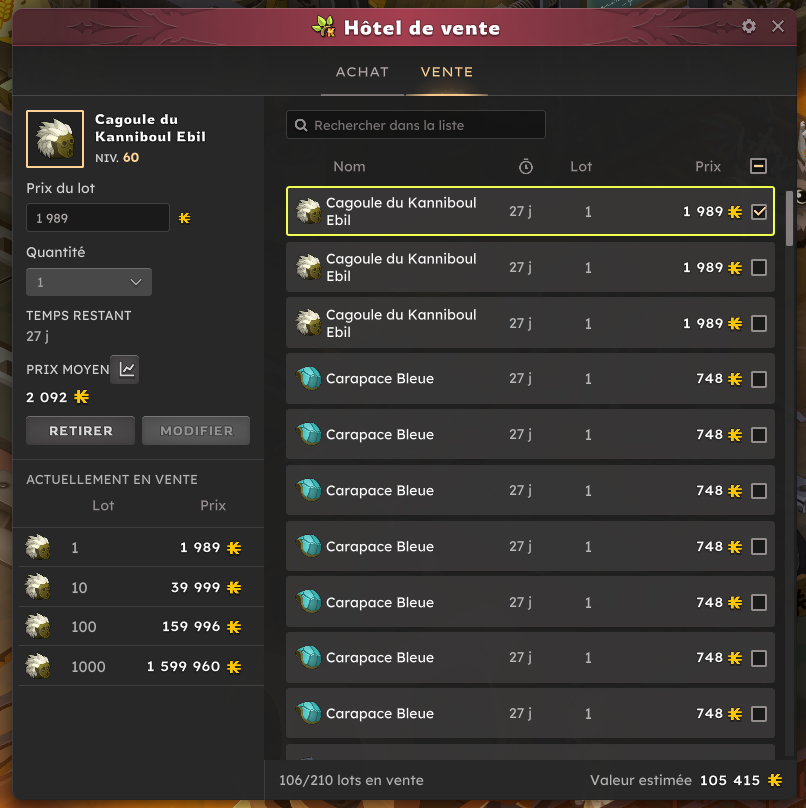 Hôtel de vente
ACHAT VENTE
Cagoule du
Kanniboul Ebil
NIV. 60
Prix du lot
1 989
Quantité
1
TEMPS RESTANT
27 j
PRIX MOYEN
2 092
RETIRER MODIFIER
ACTUELLEMENT EN VENTE
Lot Prix
1 1 989
10 39 999
100 159 996
1000 1 599 960
Rechercher dans la liste
Nom Lot Prix
Cagoule du Kanniboul
Ebil 27 j 1 1 989
Cagoule du Kanniboul
Ebil 27 j 1 1 989
Cagoule du Kanniboul
Ebil 27 j 1 1 989
Carapace Bleue 27 j 1 748
Carapace Bleue 27 j 1 748
Carapace Bleue 27 j 1 748
Carapace Bleue 27 j 1 748
Carapace Bleue 27 j 1 748
Carapace Bleue 27 j 1 748
Carapace Bleue 27 j 1 748
106/210 lots en vente Valeur estimée 105 415